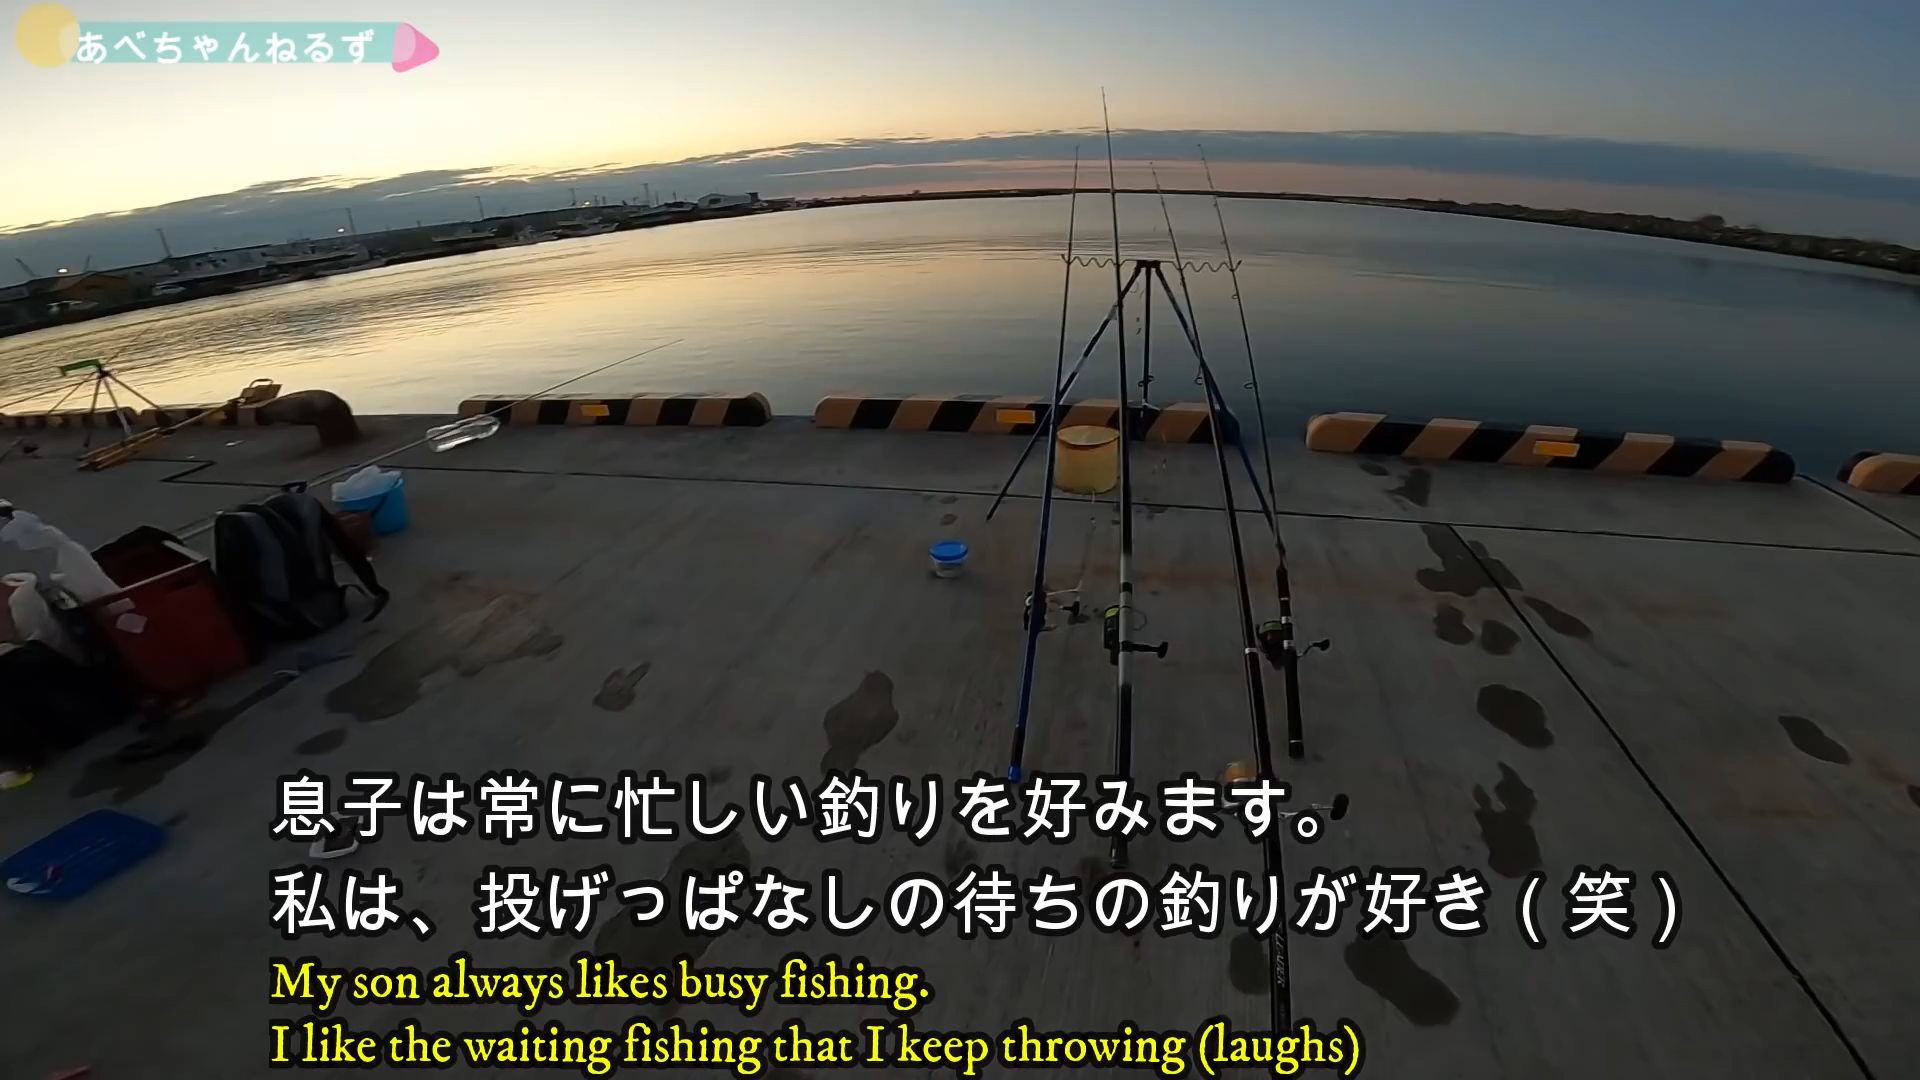 あべちゃんねるず
息子は常に忙しい釣りを好みます。
私は、投げっぱなしの待ちの釣りが好き(笑)
My son always likes busy fishing.
I like the waiting fishing that I keep throwing (laughs)